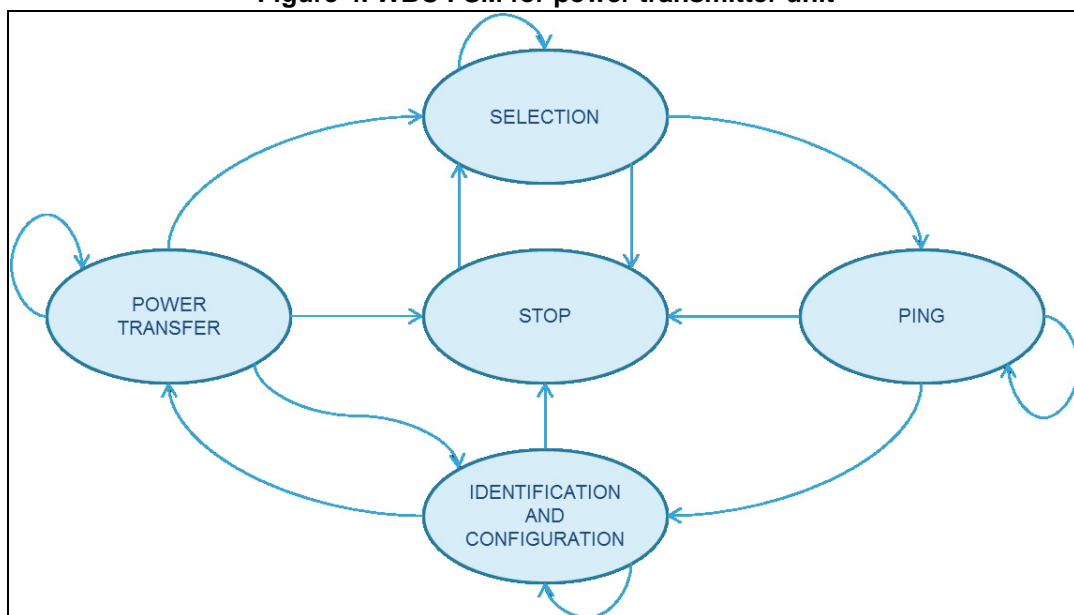 Figure 4. WBC FSM for power transmitter unit
SELECTION
POWER
TRANSFER
STOP
PING
IDENTIFICATION
AND
CONFIGURATION